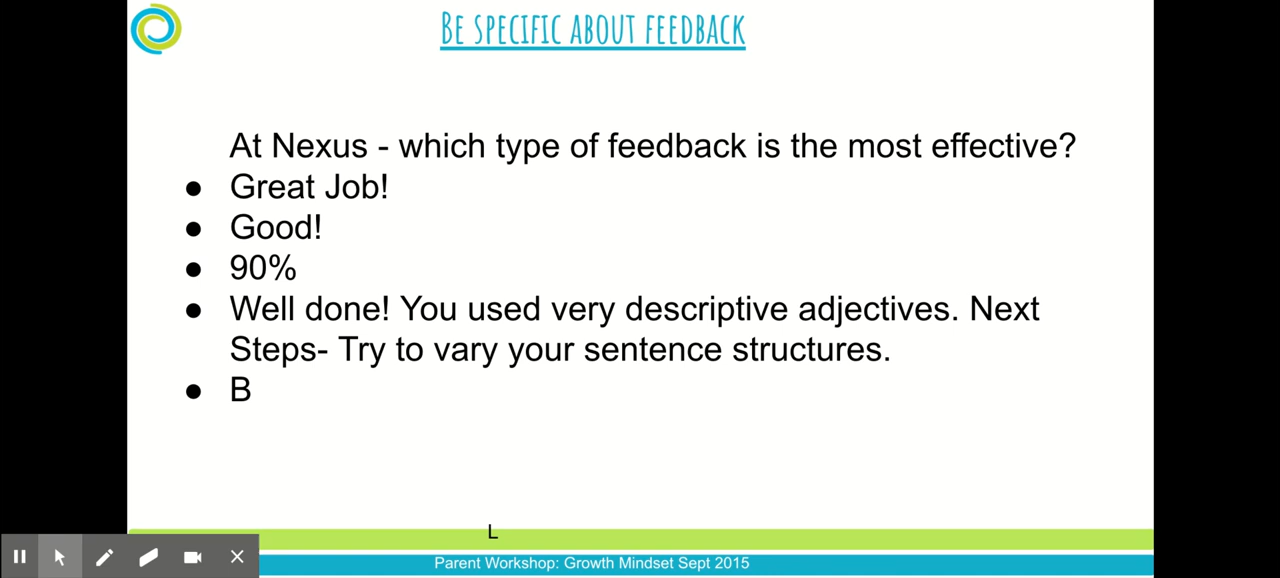 Be specific about feedback
At Nexus - which type of feedback is the most effective?
● Great Job!
● Good!
● 90%
● Well done! You used very descriptive adjectives. Next
Steps- Try to vary your sentence structures.
● B
L
Parent Workshop: Growth Mindset Sept 2015